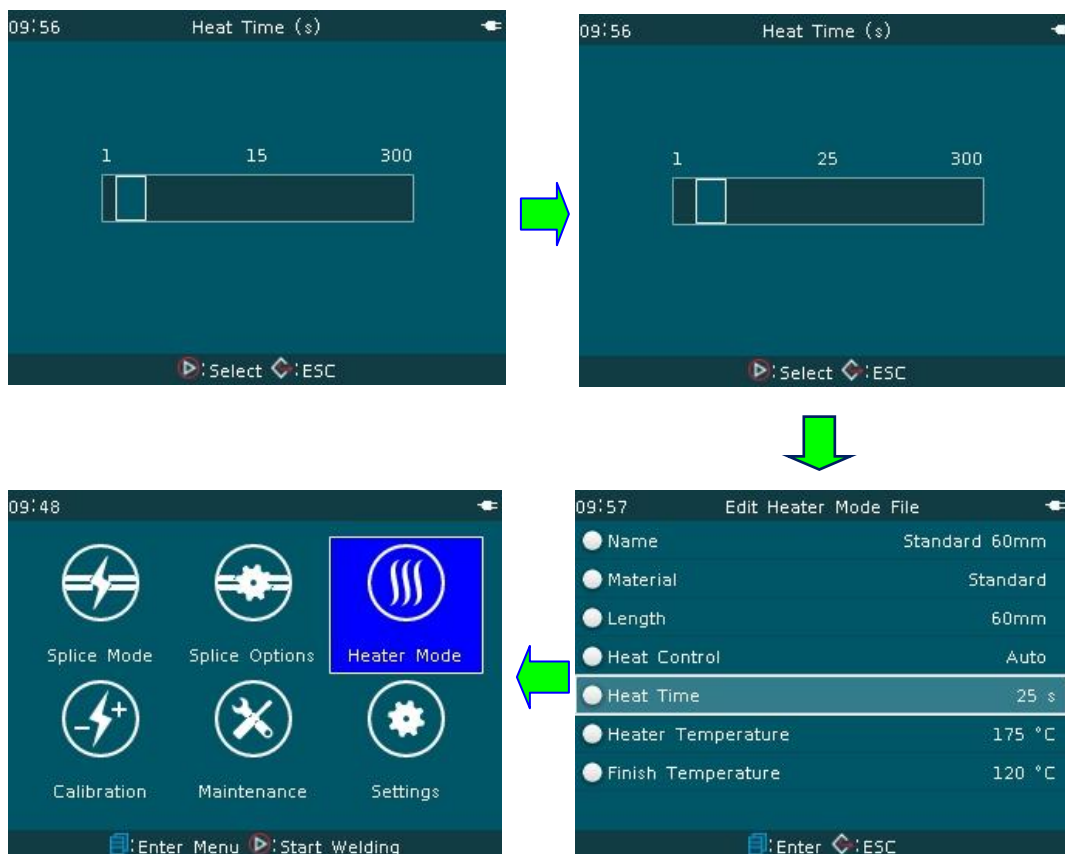 09:56 Heat Time (s)
1 15 300
Select ESC
09:56 Heat Time (s)
1 25 300
Select ESC
09:48
Splice Mode Splice Options Heater Mode
Calibration Maintenance Settings
:Enter Menu :Start Welding
09:57 Edit Heater Mode File
Name Standard 60mm
Material Standard
Length 60mm
Heat Control Auto
Heat Time 25 s
Heater Temperature 175 °C
Finish Temperature 120 °C
:Enter :ESC